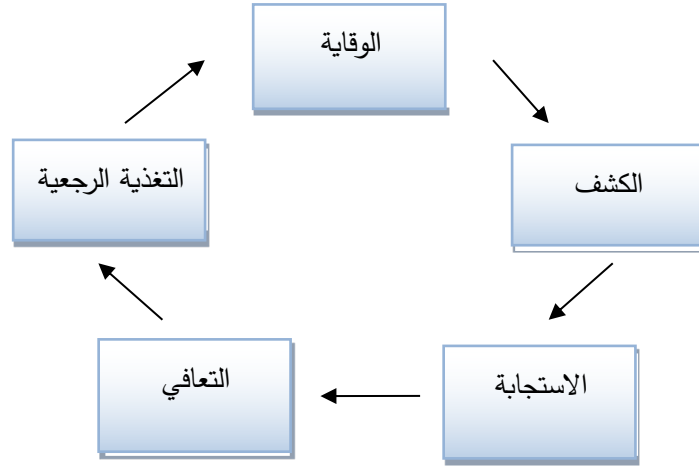 الوقاية
الكشف
الاستجابة
التعافي
التغذية الرجعية